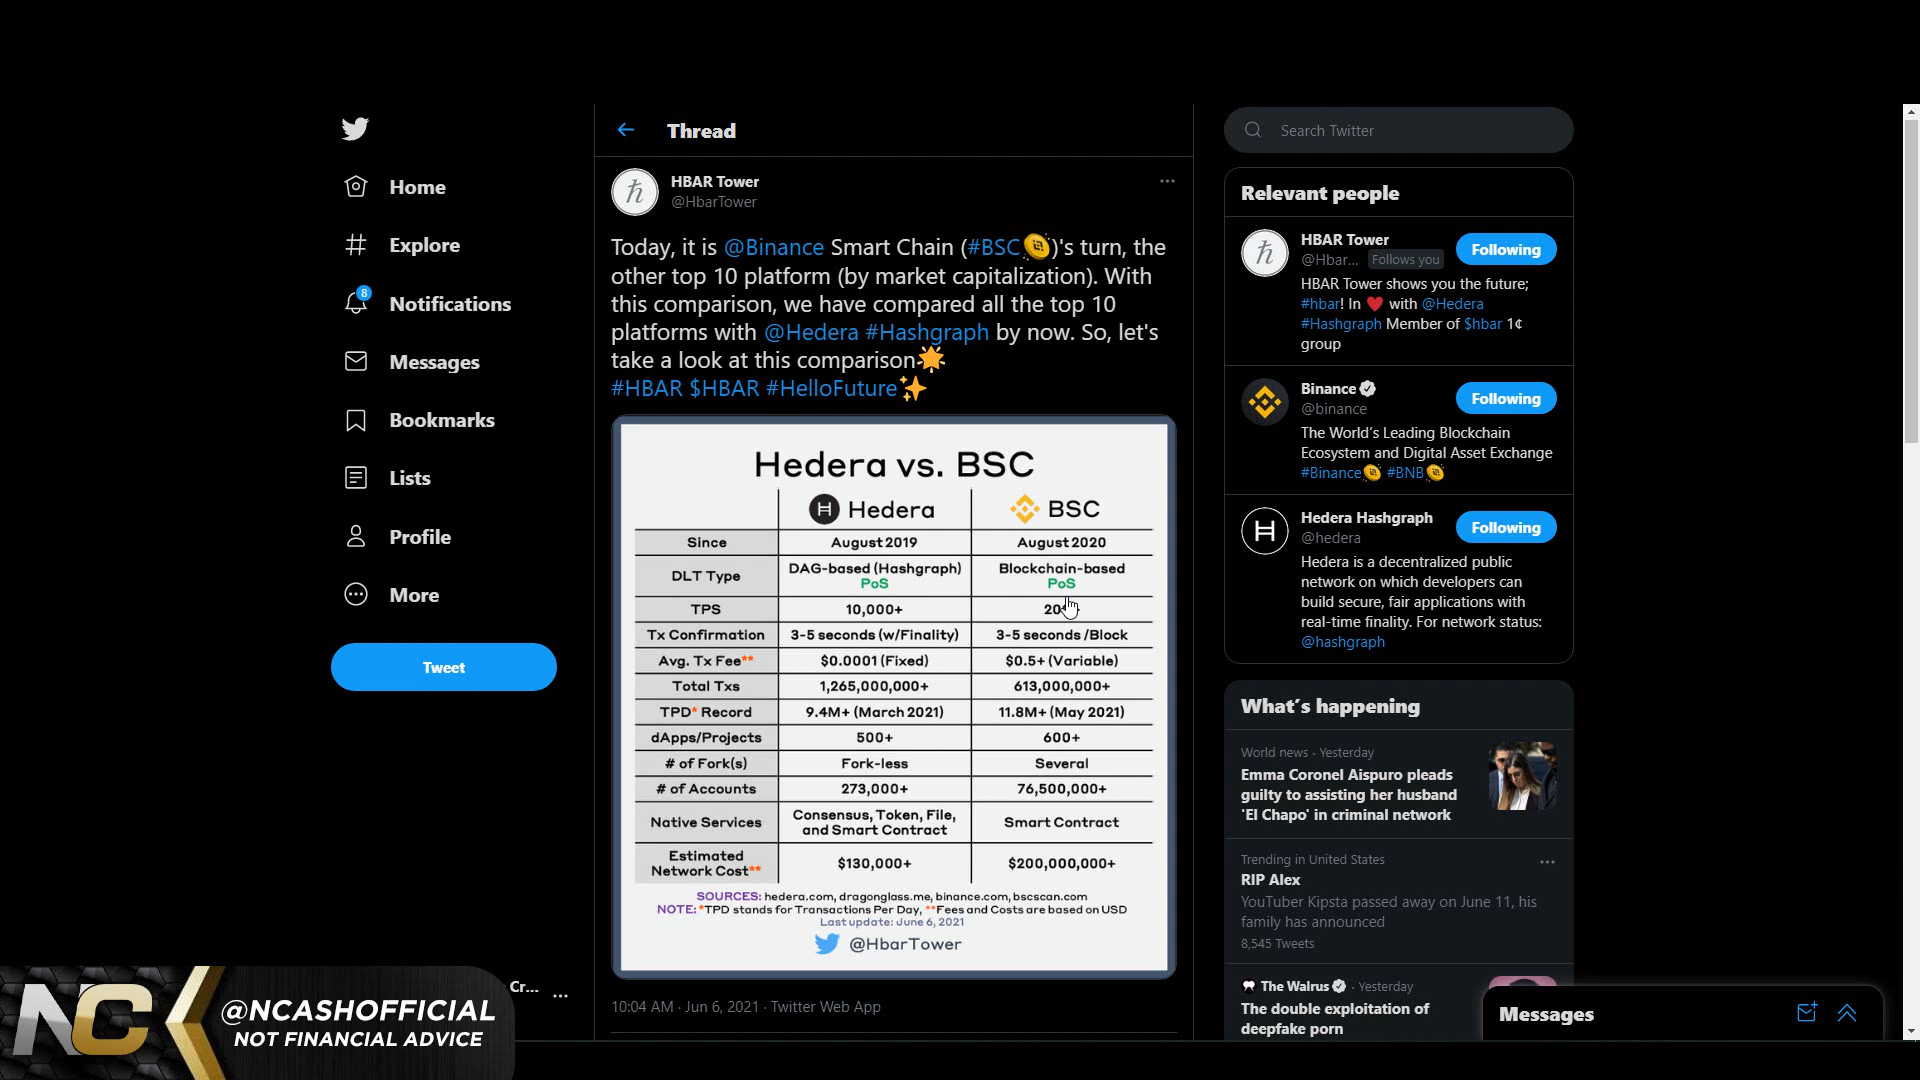 Home
Explore
8
Notifications
Messages
Bookmarks
Lists
Profile
More
Tweet
Cr...
Thread
HBAR Tower
@HbarTower
Today, it is @Binance Smart Chain (#BSC)'s turn, the
other top 10 platform (by market capitalization). With
this comparison, we have compared all the top 10
platforms with @Hedera #Hashgraph by now. So, let's
take a look at this comparison
#HBAR $HBAR #HelloFuture
Hedera vs. BSC
Hedera BSC
Since August 2019 August 2020
DLT Type DAG-based (Hashgraph) PoS Blockchain-based PoS
TPS 10,000+
Tx Confirmation 3-5 seconds (w/Finality) 3-5 seconds /Block
Avg. Tx Fee** $0.0001 (Fixed) $0.5+ (Variable)
Total Txs 1,265,000,000+ 613,000,000+
TPD* Record 9.4M+ (March 2021) 11.8M+ (May 2021)
dApps/Projects 500+ 600+
# of Fork(s) Fork-less Several
# of Accounts 273,000+ 76,500,000+
Native Services Consensus, Token, File, and Smart Contract Smart Contract
Estimated Network Cost** $130,000+ $200,000,000+
SOURCES: hedera.com, dragonglass.me, binance.com, bscscan.com
NOTE: *TPD stands for Transactions Per Day, **Fees and Costs are based on USD
Last update: June 6, 2021
@HbarTower
10:04 AM · Jun 6, 2021 · Twitter Web App
Search Twitter
Relevant people
HBAR Tower
@Hbar... Follows you
Following
HBAR Tower shows you the future;
#hbar! In with @Hedera
#Hashgraph Member of $hbar 1¢
group
Binance
@binance
Following
The World's Leading Blockchain
Ecosystem and Digital Asset Exchange
#Binance #BNB
Hedera Hashgraph
@hedera
Following
Hedera is a decentralized public
network on which developers can
build secure, fair applications with
real-time finality. For network status:
@hashgraph
What's happening
World news · Yesterday
Emma Coronel Aispuro pleads
guilty to assisting her husband
'El Chapo' in criminal network
Trending in United States
RIP Alex
YouTuber Kipsta passed away on June 11, his
family has announced
8,545 Tweets
The Walrus · Yesterday
The double exploitation of
deepfake porn
Messages
NC
@NCASHOFFICIAL
NOT FINANCIAL ADVICE